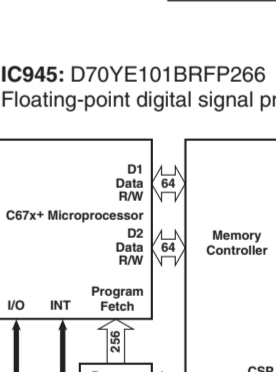 IC945: D70YE101BRFP266
Floating-point digital signal
D1
Data
R/W
64
C67x+ Microprocessor
D2
Data
R/W
64
Memory
Controller
Program
Fetch
I/O INT
256
CSP